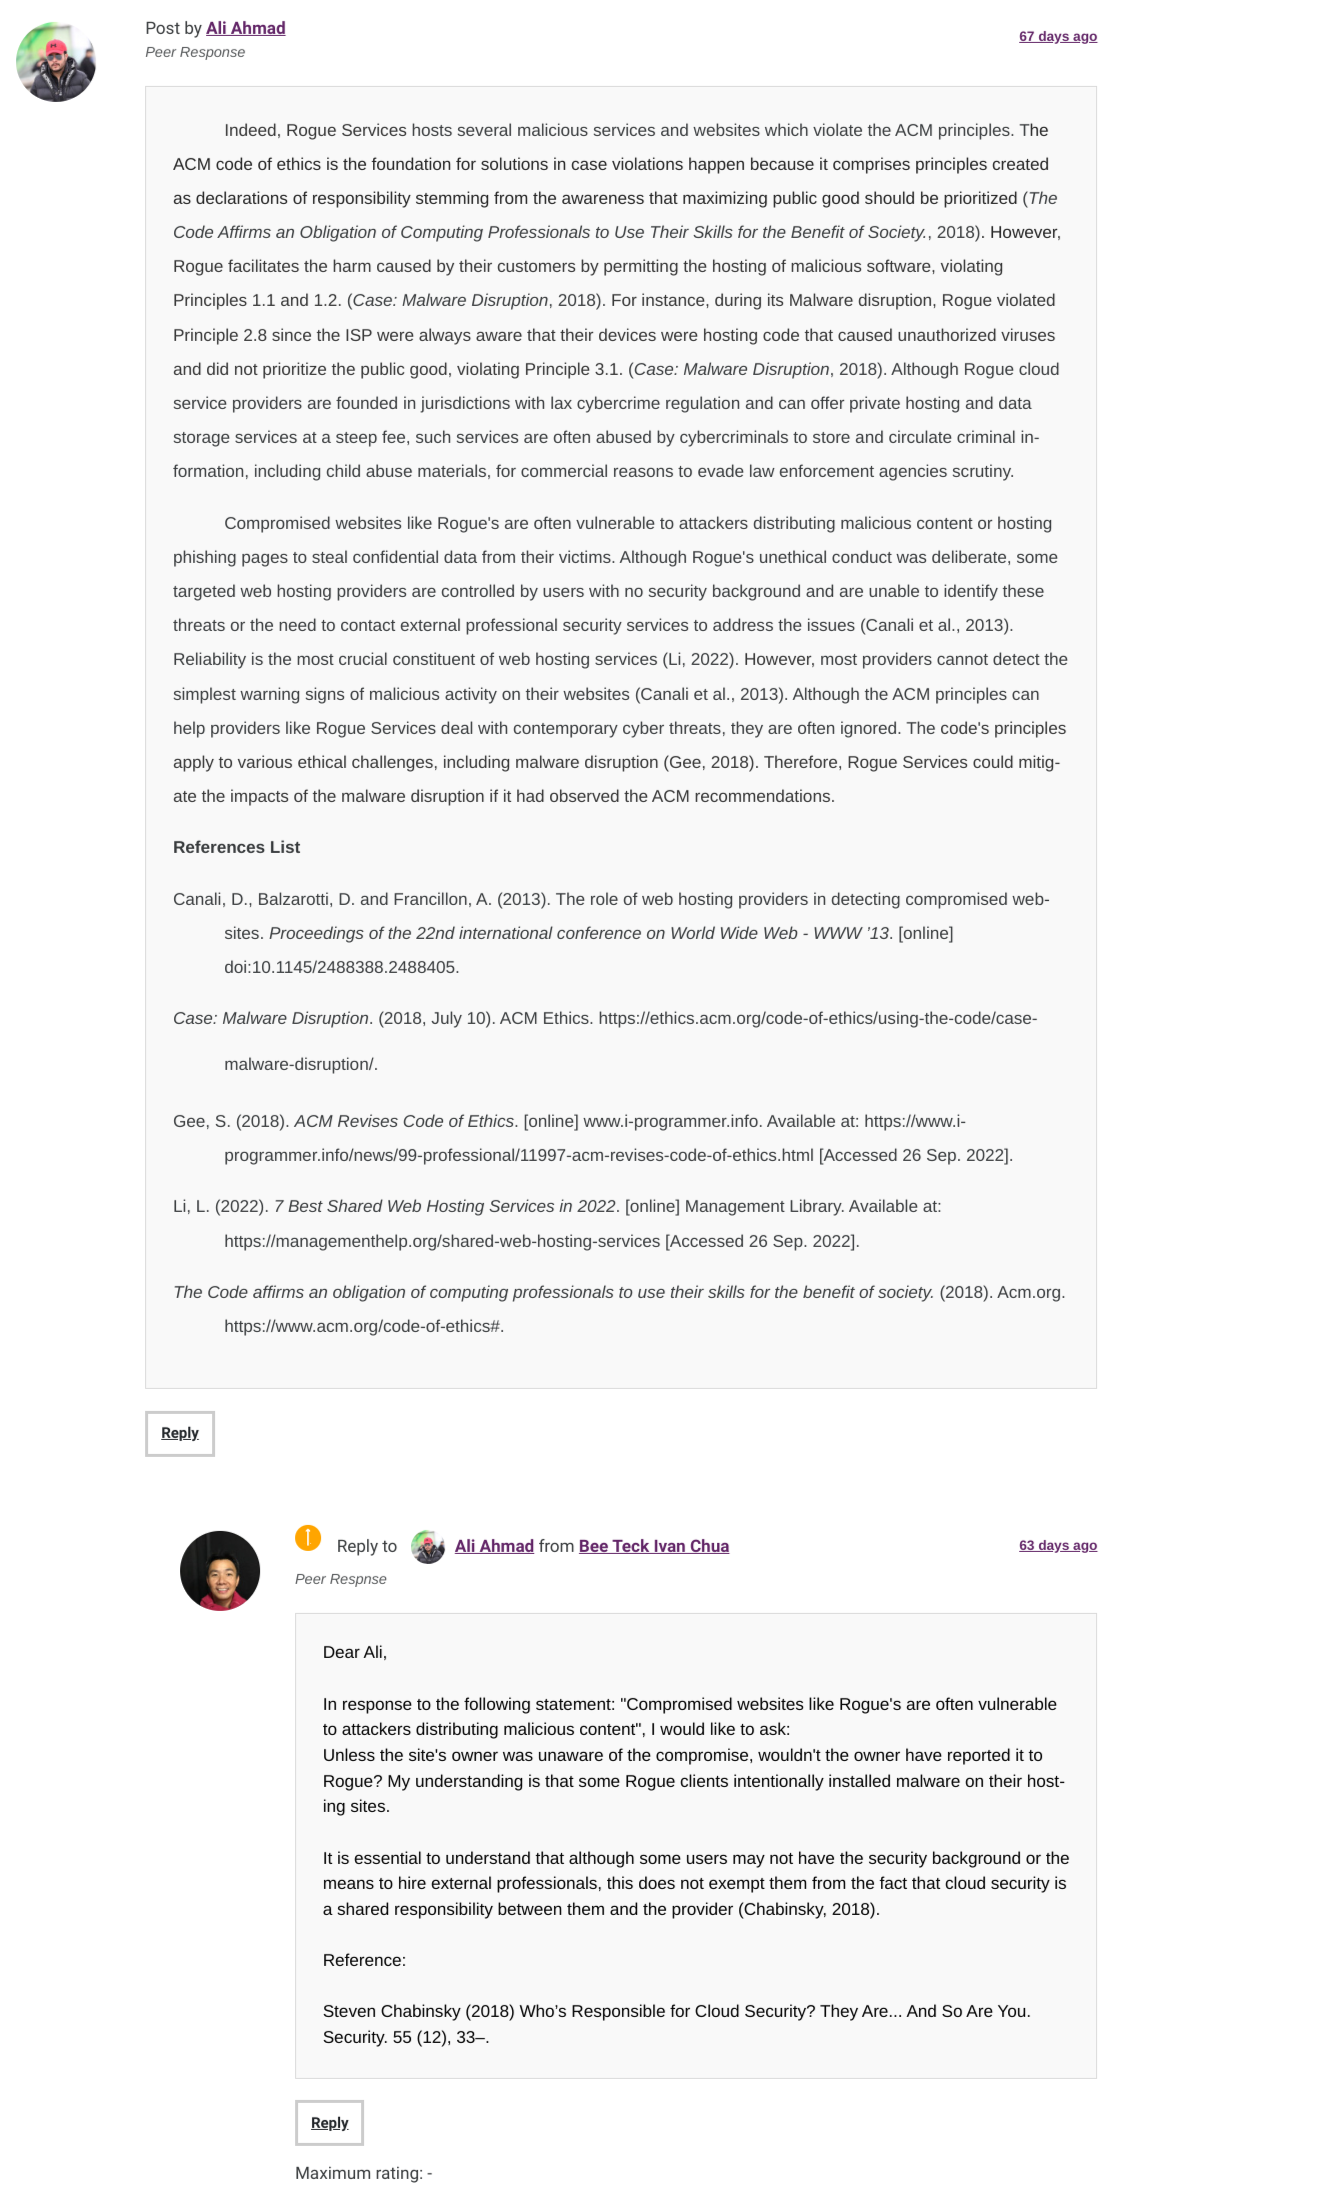 Post by Ali Ahmad
67 days ago
Peer Response
Indeed, Rogue Services hosts several malicious services and websites which violate the ACM principles. The
ACM code of ethics is the foundation for solutions in case violations happen because it comprises principles created
as declarations of responsibility stemming from the awareness that maximizing public good should be prioritized (The
Code Affirms an Obligation of Computing Professionals to Use Their Skills for the Benefit of Society., 2018). However,
Rogue facilitates the harm caused by their customers by permitting the hosting of malicious software, violating
Principles 1.1 and 1.2. (Case: Malware Disruption, 2018). For instance, during its Malware disruption, Rogue violated
Principle 2.8 since the ISP were always aware that their devices were hosting code that caused unauthorized viruses
and did not prioritize the public good, violating Principle 3.1. (Case: Malware Disruption, 2018). Although Rogue cloud
service providers are founded in jurisdictions with lax cybercrime regulation and can offer private hosting and data
storage services at a steep fee, such services are often abused by cybercriminals to store and circulate criminal in-
formation, including child abuse materials, for commercial reasons to evade law enforcement agencies scrutiny.
Compromised websites like Rogue's are often vulnerable to attackers distributing malicious content or hosting
phishing pages to steal confidential data from their victims. Although Rogue's unethical conduct was deliberate, some
targeted web hosting providers are controlled by users with no security background and are unable to identify these
threats or the need to contact external professional security services to address the issues (Canali et al., 2013).
Reliability is the most crucial constituent of web hosting services (Li, 2022). However, most providers cannot detect the
simplest warning signs of malicious activity on their websites (Canali et al., 2013). Although the ACM principles can
help providers like Rogue Services deal with contemporary cyber threats, they are often ignored. The code's principles
apply to various ethical challenges, including malware disruption (Gee, 2018). Therefore, Rogue Services could mitig-
ate the impacts of the malware disruption if it had observed the ACM recommendations.
References List
Canali, D., Balzarotti, D. and Francillon, A. (2013). The role of web hosting providers in detecting compromised web-
sites. Proceedings of the 22nd international conference on World Wide Web - WWW ’13. [online]
doi:10.1145/2488388.2488405.
Case: Malware Disruption. (2018, July 10). ACM Ethics. https://ethics.acm.org/code-of-ethics/using-the-code/case-
malware-disruption/.
Gee, S. (2018). ACM Revises Code of Ethics. [online] www.i-programmer.info. Available at: https://www.i-
programmer.info/news/99-professional/11997-acm-revises-code-of-ethics.html [Accessed 26 Sep. 2022].
Li, L. (2022). 7 Best Shared Web Hosting Services in 2022. [online] Management Library. Available at:
https://managementhelp.org/shared-web-hosting-services [Accessed 26 Sep. 2022].
The Code affirms an obligation of computing professionals to use their skills for the benefit of society. (2018). Acm.org.
https://www.acm.org/code-of-ethics#.
Reply
Reply to Ali Ahmad from Bee Teck Ivan Chua
63 days ago
Peer Respnse
Dear Ali,
In response to the following statement: "Compromised websites like Rogue's are often vulnerable
to attackers distributing malicious content", I would like to ask:
Unless the site's owner was unaware of the compromise, wouldn't the owner have reported it to
Rogue? My understanding is that some Rogue clients intentionally installed malware on their host-
ing sites.
It is essential to understand that although some users may not have the security background or the
means to hire external professionals, this does not exempt them from the fact that cloud security is
a shared responsibility between them and the provider (Chabinsky, 2018).
Reference:
Steven Chabinsky (2018) Who’s Responsible for Cloud Security? They Are... And So Are You.
Security. 55 (12), 33–.
Reply
Maximum rating: -